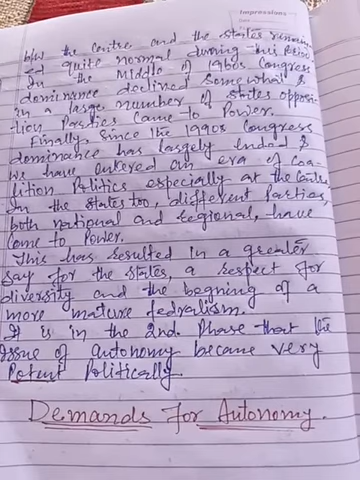 Impressions
b/w the centre and the states remain
ed quite normal during this period
In the middle of 1960s Congress
dominance declined somewhat &
in a large number of states opposi-
tion Parties came to Power.
Finally, since the 1990s Congress
dominance has largely ended &
we have entered an era of coa-
lition Politics especially at the centre
In the states too, different Parties,
both national and regional, have
come to Power.
This has resulted in a greater
say for the states, a respect for
diversity and the begning of a
more mature fedralism.
It is in the 2nd Phase that the
issue of autonomy became very
Potent Politically
Demands for Autonomy.